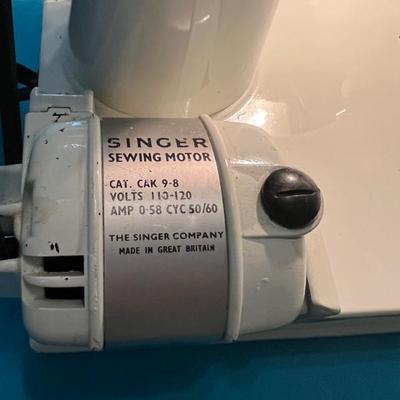 SINGER
SEWING MOTOR
CAT. CAK 9-8
VOLTS 110-120
AMP 0·58 CYC 50/60
THE SINGER COMPANY
MADE IN GREAT BRITAIN